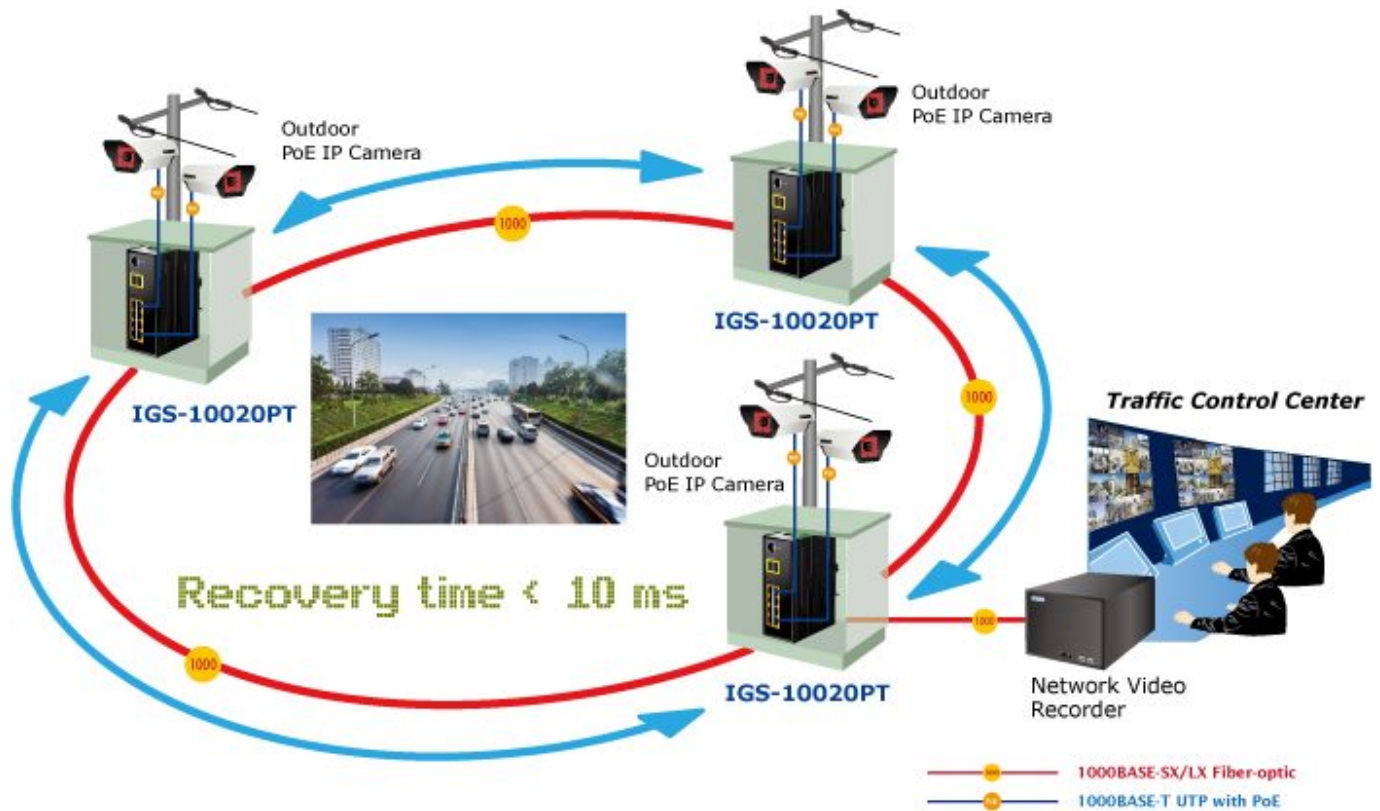 Outdoor
PoE IP Camera
Outdoor
PoE IP Camera
1000
IGS-10020PT
IGS-10020PT
1000
Traffic Control Center
Outdoor
PoE IP Camera
Recovery time < 10 ms
1000
1000
IGS-10020PT
Network Video
Recorder
1000BASE-SX/LX Fiber-optic
1000BASE-T UTP with PoE